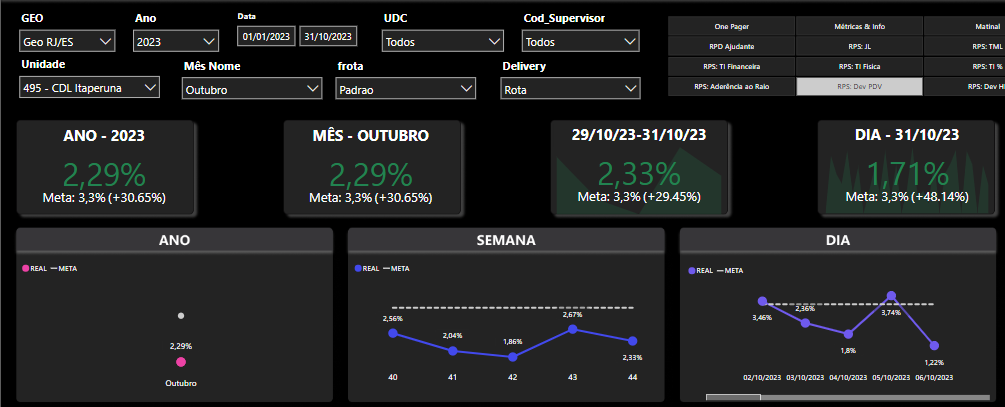 GEO
Ano
Data
UDC
Cod_Supervisor
Geo RJ/ES
2023
01/01/2023
31/10/2023
Todos
Todos
Unidade
Mês Nome
frota
Delivery
495 - CDL Itaperuna
Outubro
Padrao
Rota
One Pager
Métricas & Info
Matinal
RPD Ajudante
RPS: JL
RPS: TML
RPS: TI Financeira
RPS: TI Fisica
RPS: TI %
RPS: Aderência ao Raio
RPS: Dev PDV
RPS: Dev H
ANO - 2023
2,29%
Meta: 3,3% (+30.65%)
MÊS - OUTUBRO
2,29%
Meta: 3,3% (+30.65%)
29/10/23-31/10/23
2,33%
Meta: 3,3% (+29.45%)
DIA - 31/10/23
1,71%
Meta: 3,3% (+48.14%)
ANO
REAL
META
2,29%
Outubro
SEMANA
REAL
META
2,56%
2,04%
1,86%
2,67%
2,33%
40
41
42
43
44
DIA
REAL
META
3,46%
2,36%
1,8%
3,74%
1,22%
02/10/2023
03/10/2023
04/10/2023
05/10/2023
06/10/2023